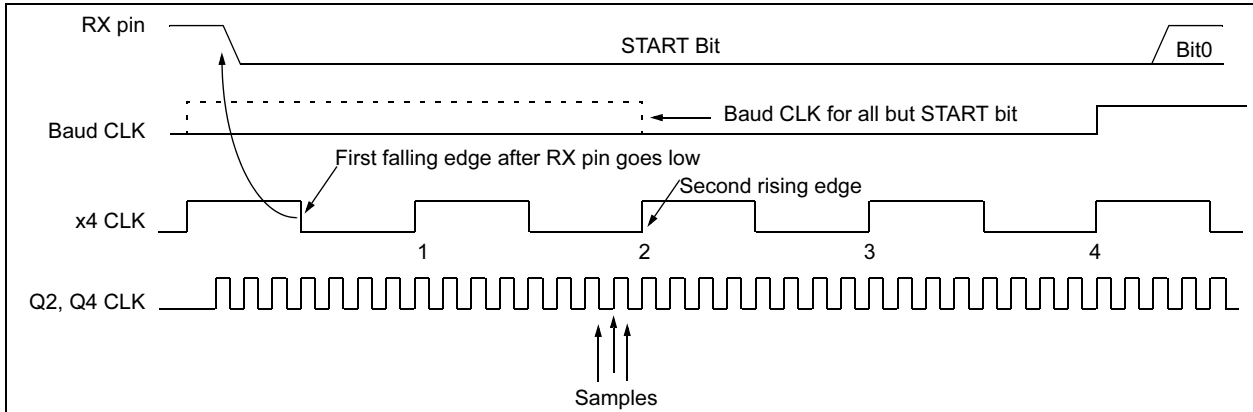 RX pin
START Bit
Bit0
Baud CLK for all but START bit
Baud CLK
First falling edge after RX pin goes low
Second rising edge
x4 CLK
1 2 3 4
Q2, Q4 CLK
Samples